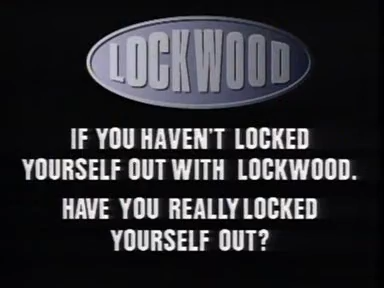 LOCKWOOD
IF YOU HAVEN'T LOCKED
YOURSELF OUT WITH LOCKWOOD.
HAVE YOU REALLY LOCKED
YOURSELF OUT?